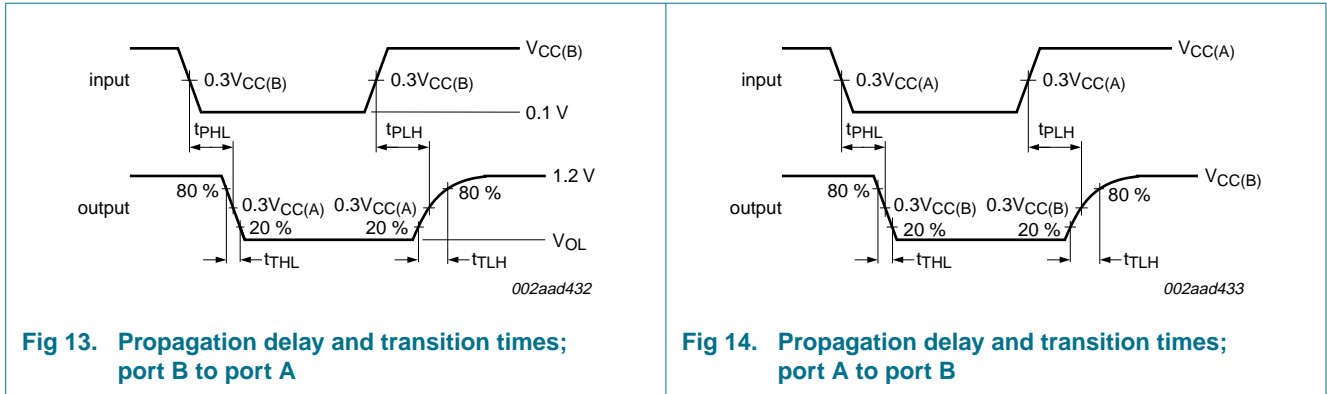 input
VCC(B)
0.3VCC(B)
0.3VCC(B)
0.1 V
tPHL
tPLH
output
80 %
0.3VCC(A)
20 %
0.3VCC(A)
20 %
80 %
1.2 V
VOL
tTHL
tTLH
002aad432
Fig 13. Propagation delay and transition times;
port B to port A
input
VCC(A)
0.3VCC(A)
0.3VCC(A)
tPHL
tPLH
output
80 %
0.3VCC(B)
20 %
0.3VCC(B)
20 %
80 %
VCC(B)
tTHL
tTLH
002aad433
Fig 14. Propagation delay and transition times;
port A to port B